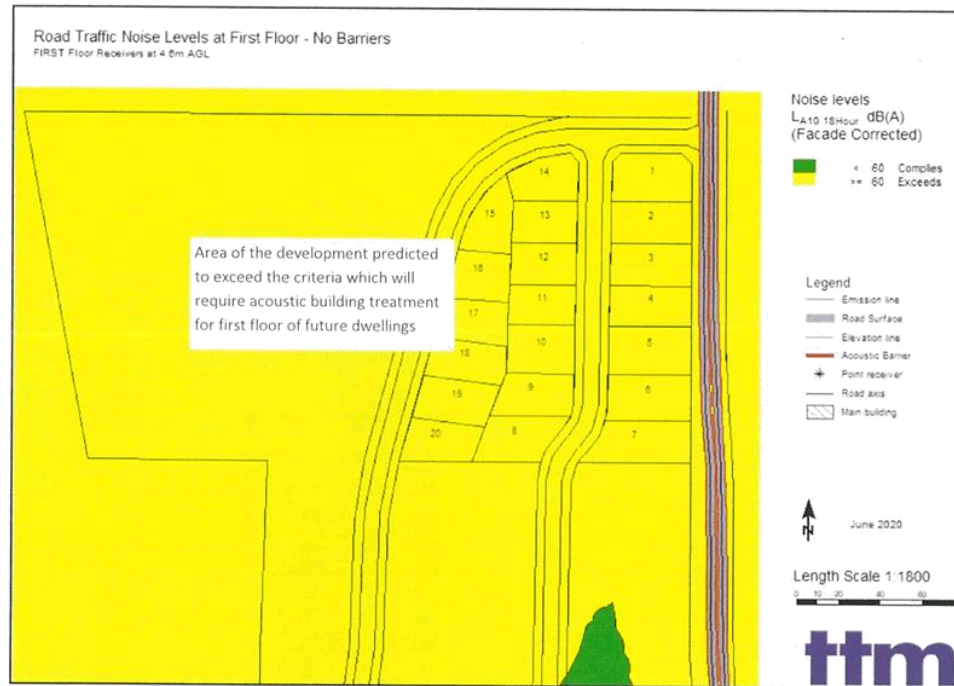 Road Traffic Noise Levels at First Floor - No Barriers
FIRST Floor Receivers at 4.6m AGL
Noise levels
LA10 18Hour dB(A)
(Facade Corrected)
< 60 Complies
>= 60 Exceeds
Area of the development predicted
to exceed the criteria which will
require acoustic building treatment
for first floor of future dwellings
14
1
15
13
2
12
3
16
11
4
17
10
5
18
9
6
19
8
7
20
Legend
Emission line
Road Surface
Elevation line
Acoustic Barrier
Point receiver
Road axis
Main building
N
June 2020
Length Scale 1:1800
0 10 20 40 60
ttm